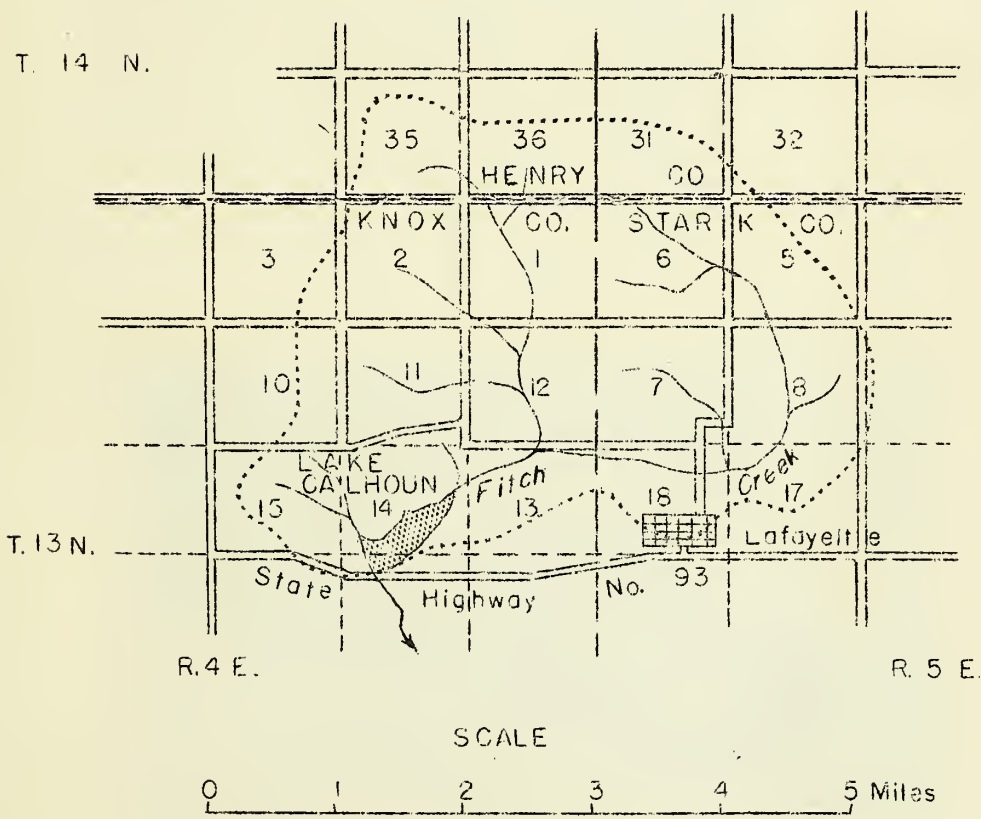 T. 14 N.
35 36 31 32
HENRY CO
KNOX CO. STARK CO.
3 2 1 6 5
10 11 12 7 8
LAKE
CALHOUN
Fitch Creek
15 14 13 18 17
T. 13 N.
Lafayeitle
State Highway No. 93
R. 4 E. R. 5 E.
SCALE
0 1 2 3 4 5 Miles